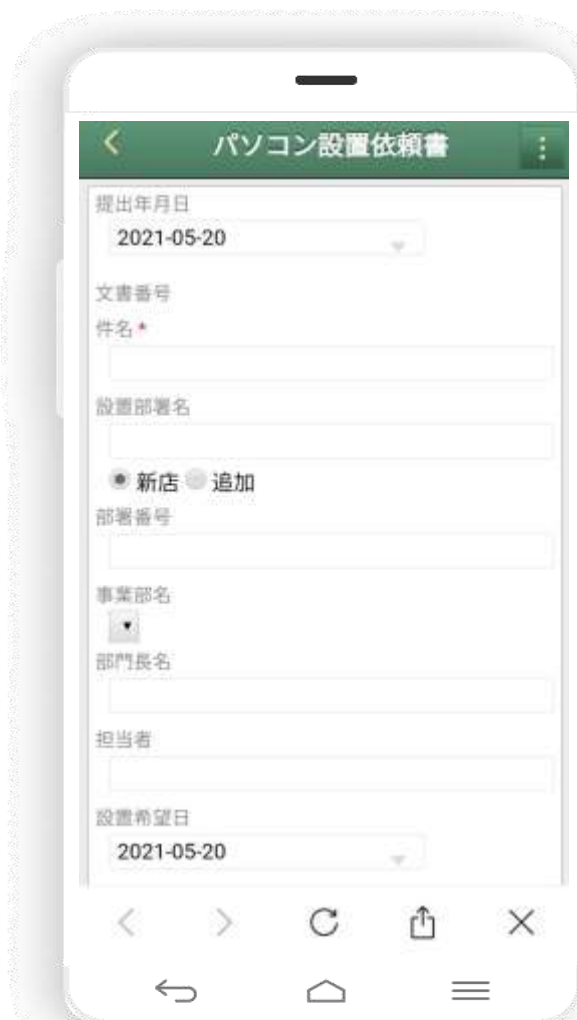 パソコン設置依頼書
提出年月日
2021-05-20
文書番号
件名*
設置部署名
新店 追加
部署番号
事業部名
部門長名
担当者
設置希望日
2021-05-20